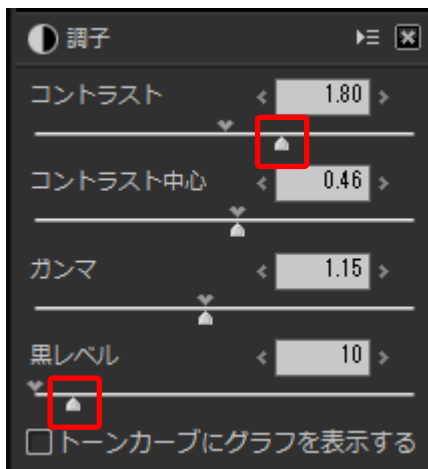 調子
コントラスト 1.80
コントラスト中心 0.46
ガンマ 1.15
黒レベル 10
トーンカーブにグラフを表示する